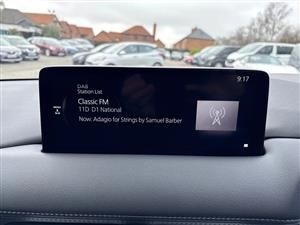 9:17
DAB
Station List
Classic FM
11D D1 National
Now: Adagio for Strings by Samuel Barber